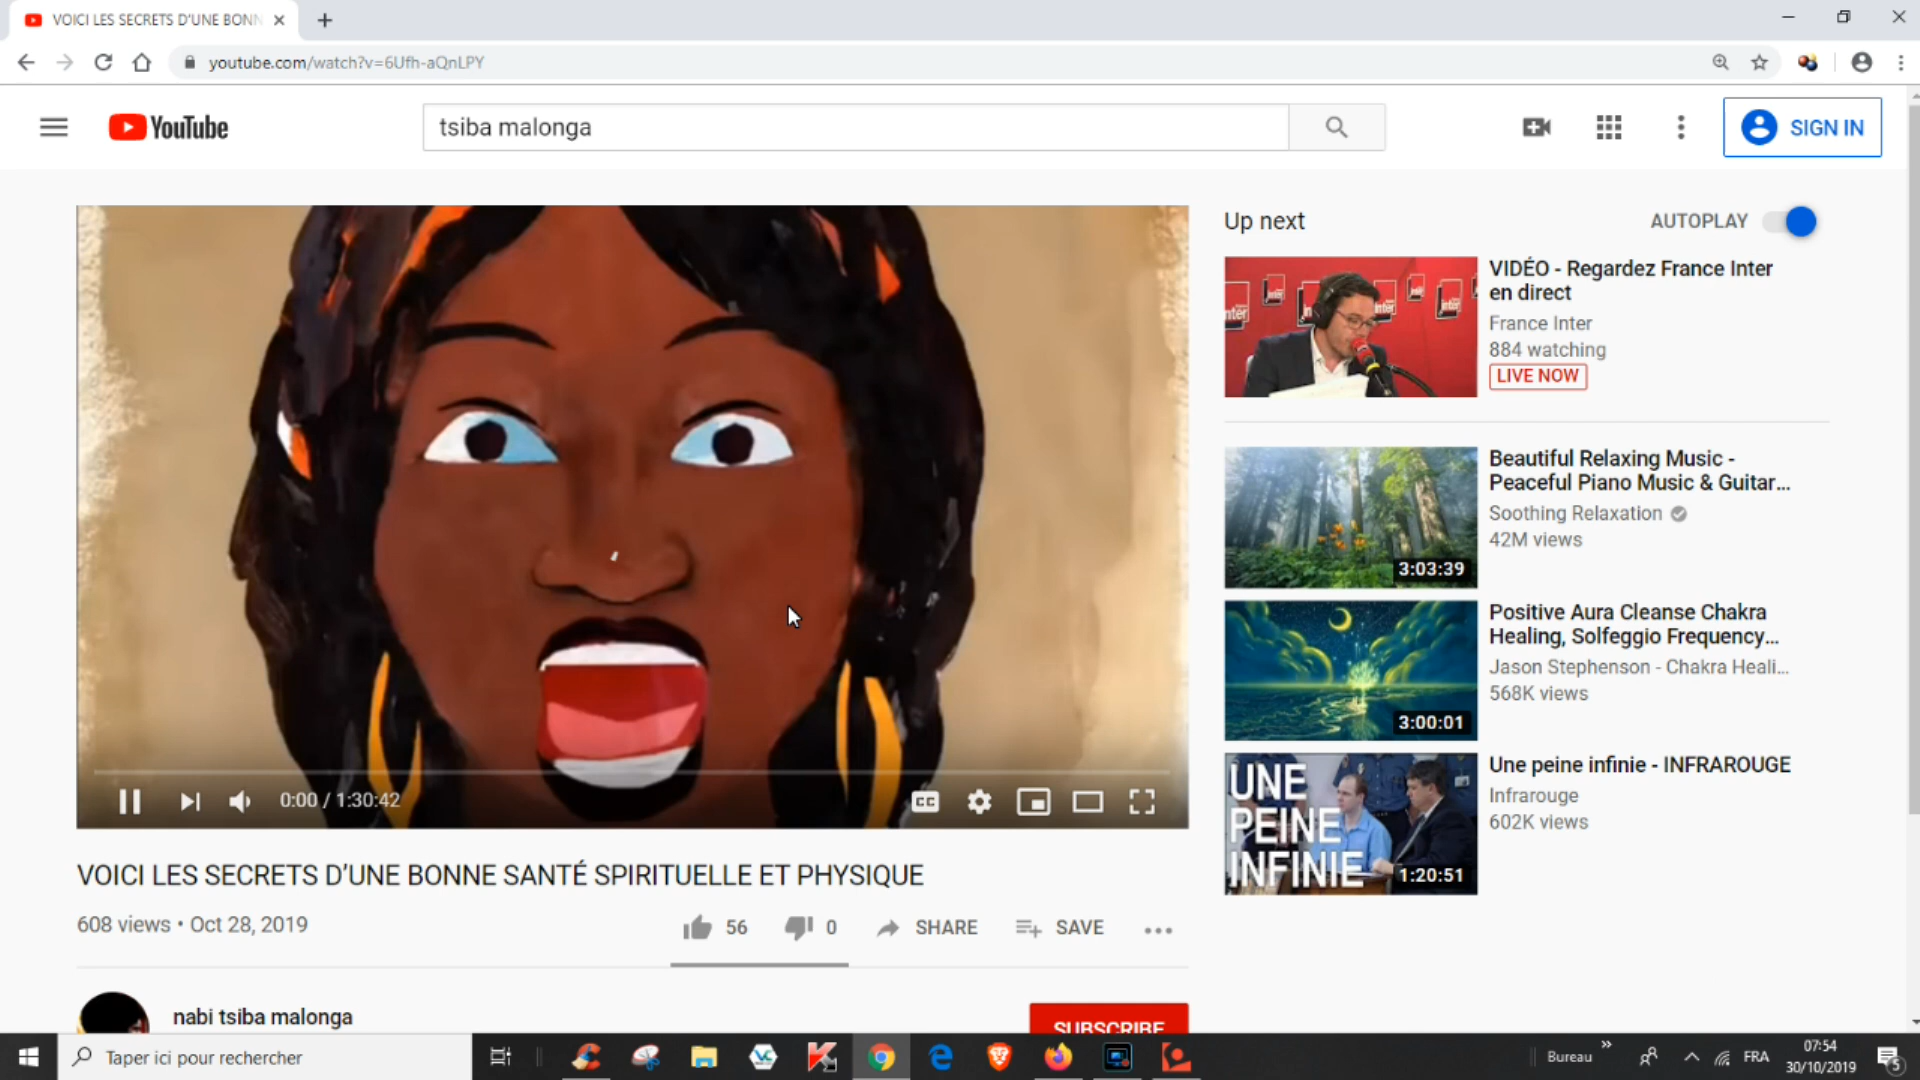 VOICI LES SECRETS D'UNE BONN
youtube.com/watch?v=6Ufh-aQnLPY
YouTube
tsiba malonga
SIGN IN
Up next
AUTOPLAY
VIDÉO - Regardez France Inter
en direct
France Inter
884 watching
LIVE NOW
Beautiful Relaxing Music -
Peaceful Piano Music & Guitar...
Soothing Relaxation
42M views
3:03:39
Positive Aura Cleanse Chakra
Healing, Solfeggio Frequency...
Jason Stephenson - Chakra Heali...
568K views
3:00:01
UNE
PEINE
INFINIE
1:20:51
Une peine infinie - INFRAROUGE
Infrarouge
602K views
0:00 / 1:30:42
CC
VOICI LES SECRETS D'UNE BONNE SANTÉ SPIRITUELLE ET PHYSIQUE
608 views • Oct 28, 2019
56
0
SHARE
SAVE
nabi tsiba malonga
SUBSCRIBE
Taper ici pour rechercher
Bureau
FRA
07:54
30/10/2019
5